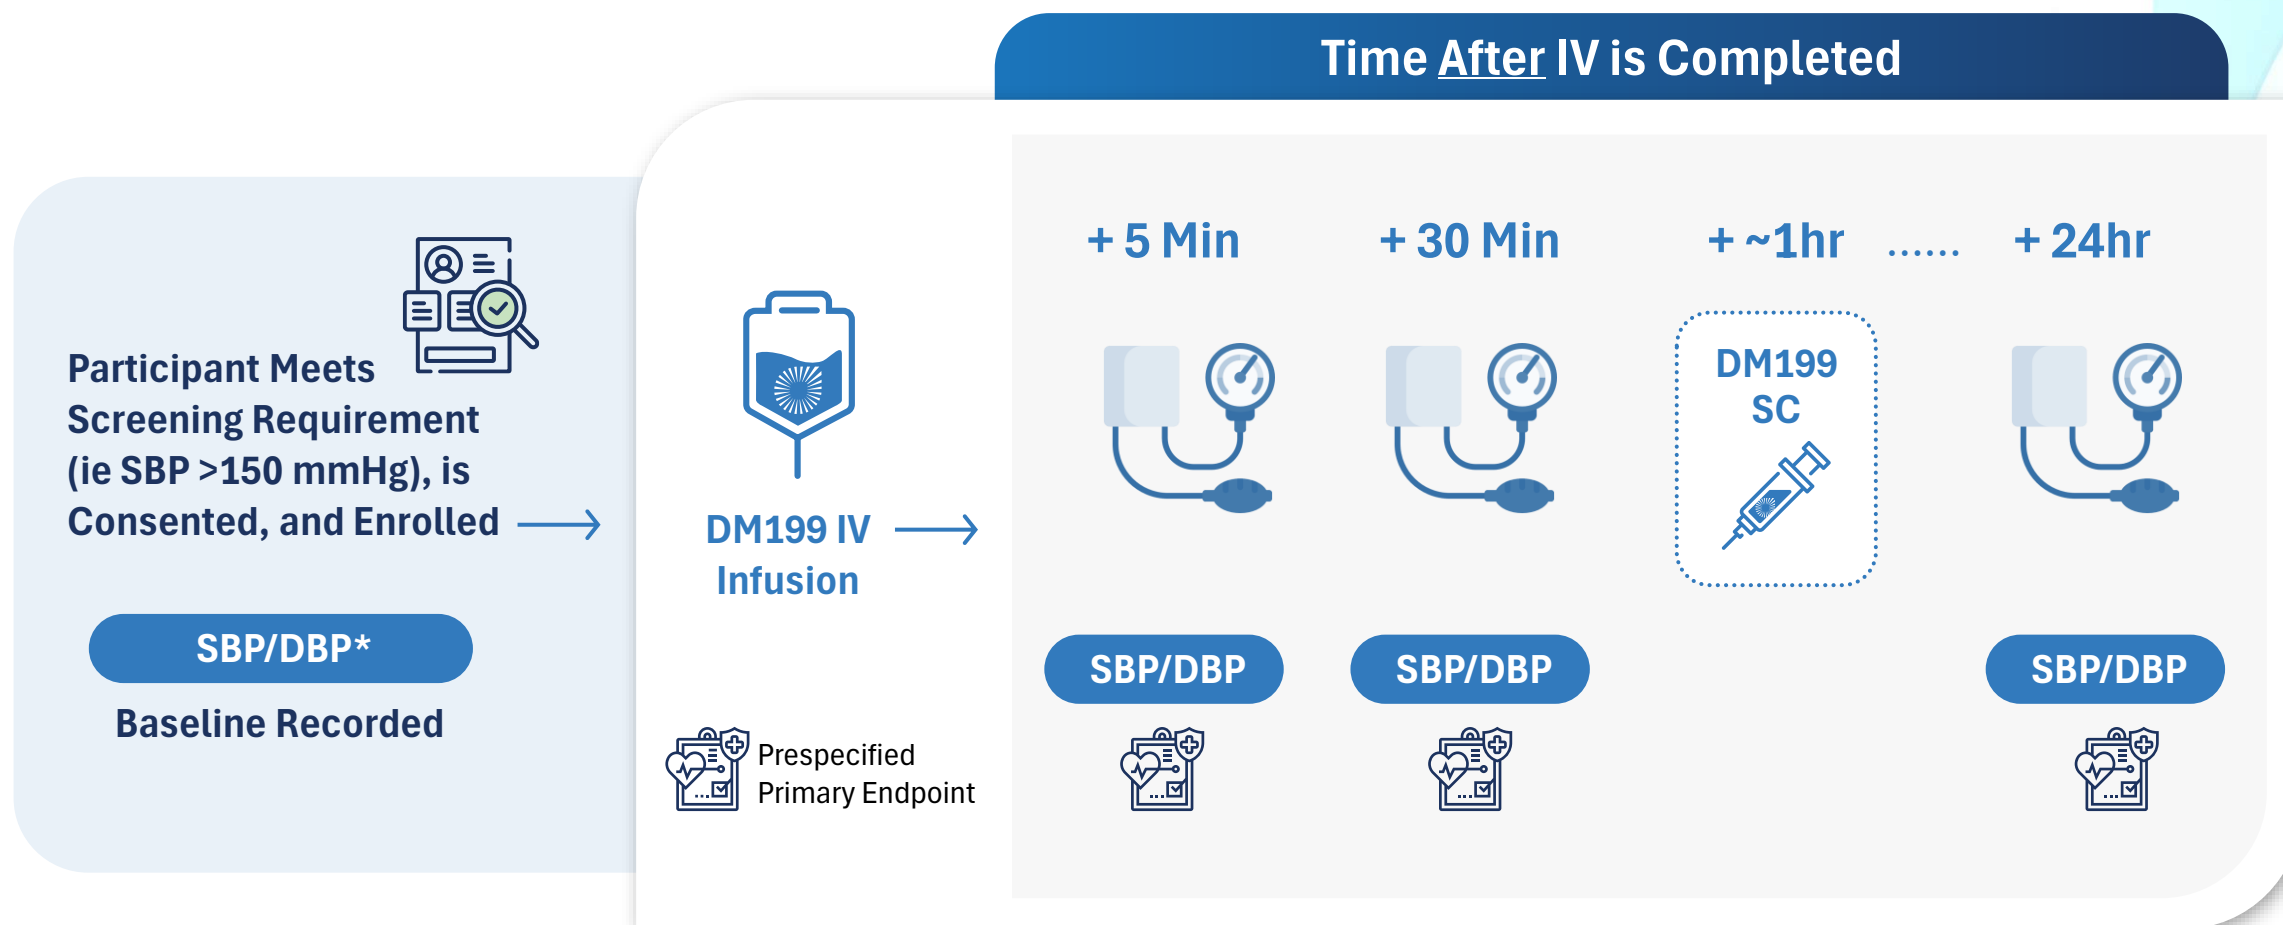 Time After IV is Completed
Participant Meets
Screening Requirement
(ie SBP >150 mmHg), is
Consented, and Enrolled
SBP/DBP*
Baseline Recorded
DM199 IV
Infusion
Prespecified
Primary Endpoint
+ 5 Min
+ 30 Min
+ ~1hr
......
+ 24hr
DM199
SC
SBP/DBP
SBP/DBP
SBP/DBP